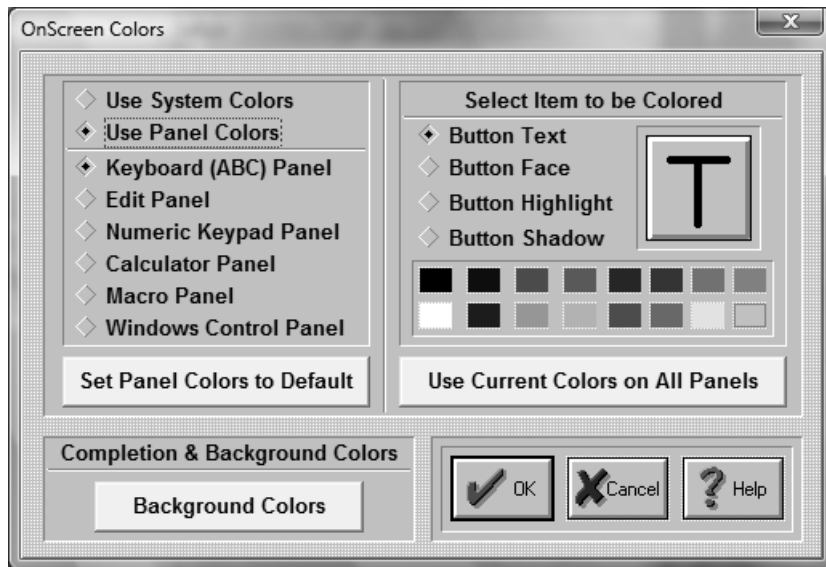 OnScreen Colors
X
Use System Colors
Use Panel Colors
Keyboard (ABC) Panel
Edit Panel
Numeric Keypad Panel
Calculator Panel
Macro Panel
Windows Control Panel
Set Panel Colors to Default
Select Item to be Colored
Button Text
Button Face
Button Highlight
Button Shadow
T
Use Current Colors on All Panels
Completion & Background Colors
Background Colors
OK
Cancel
Help